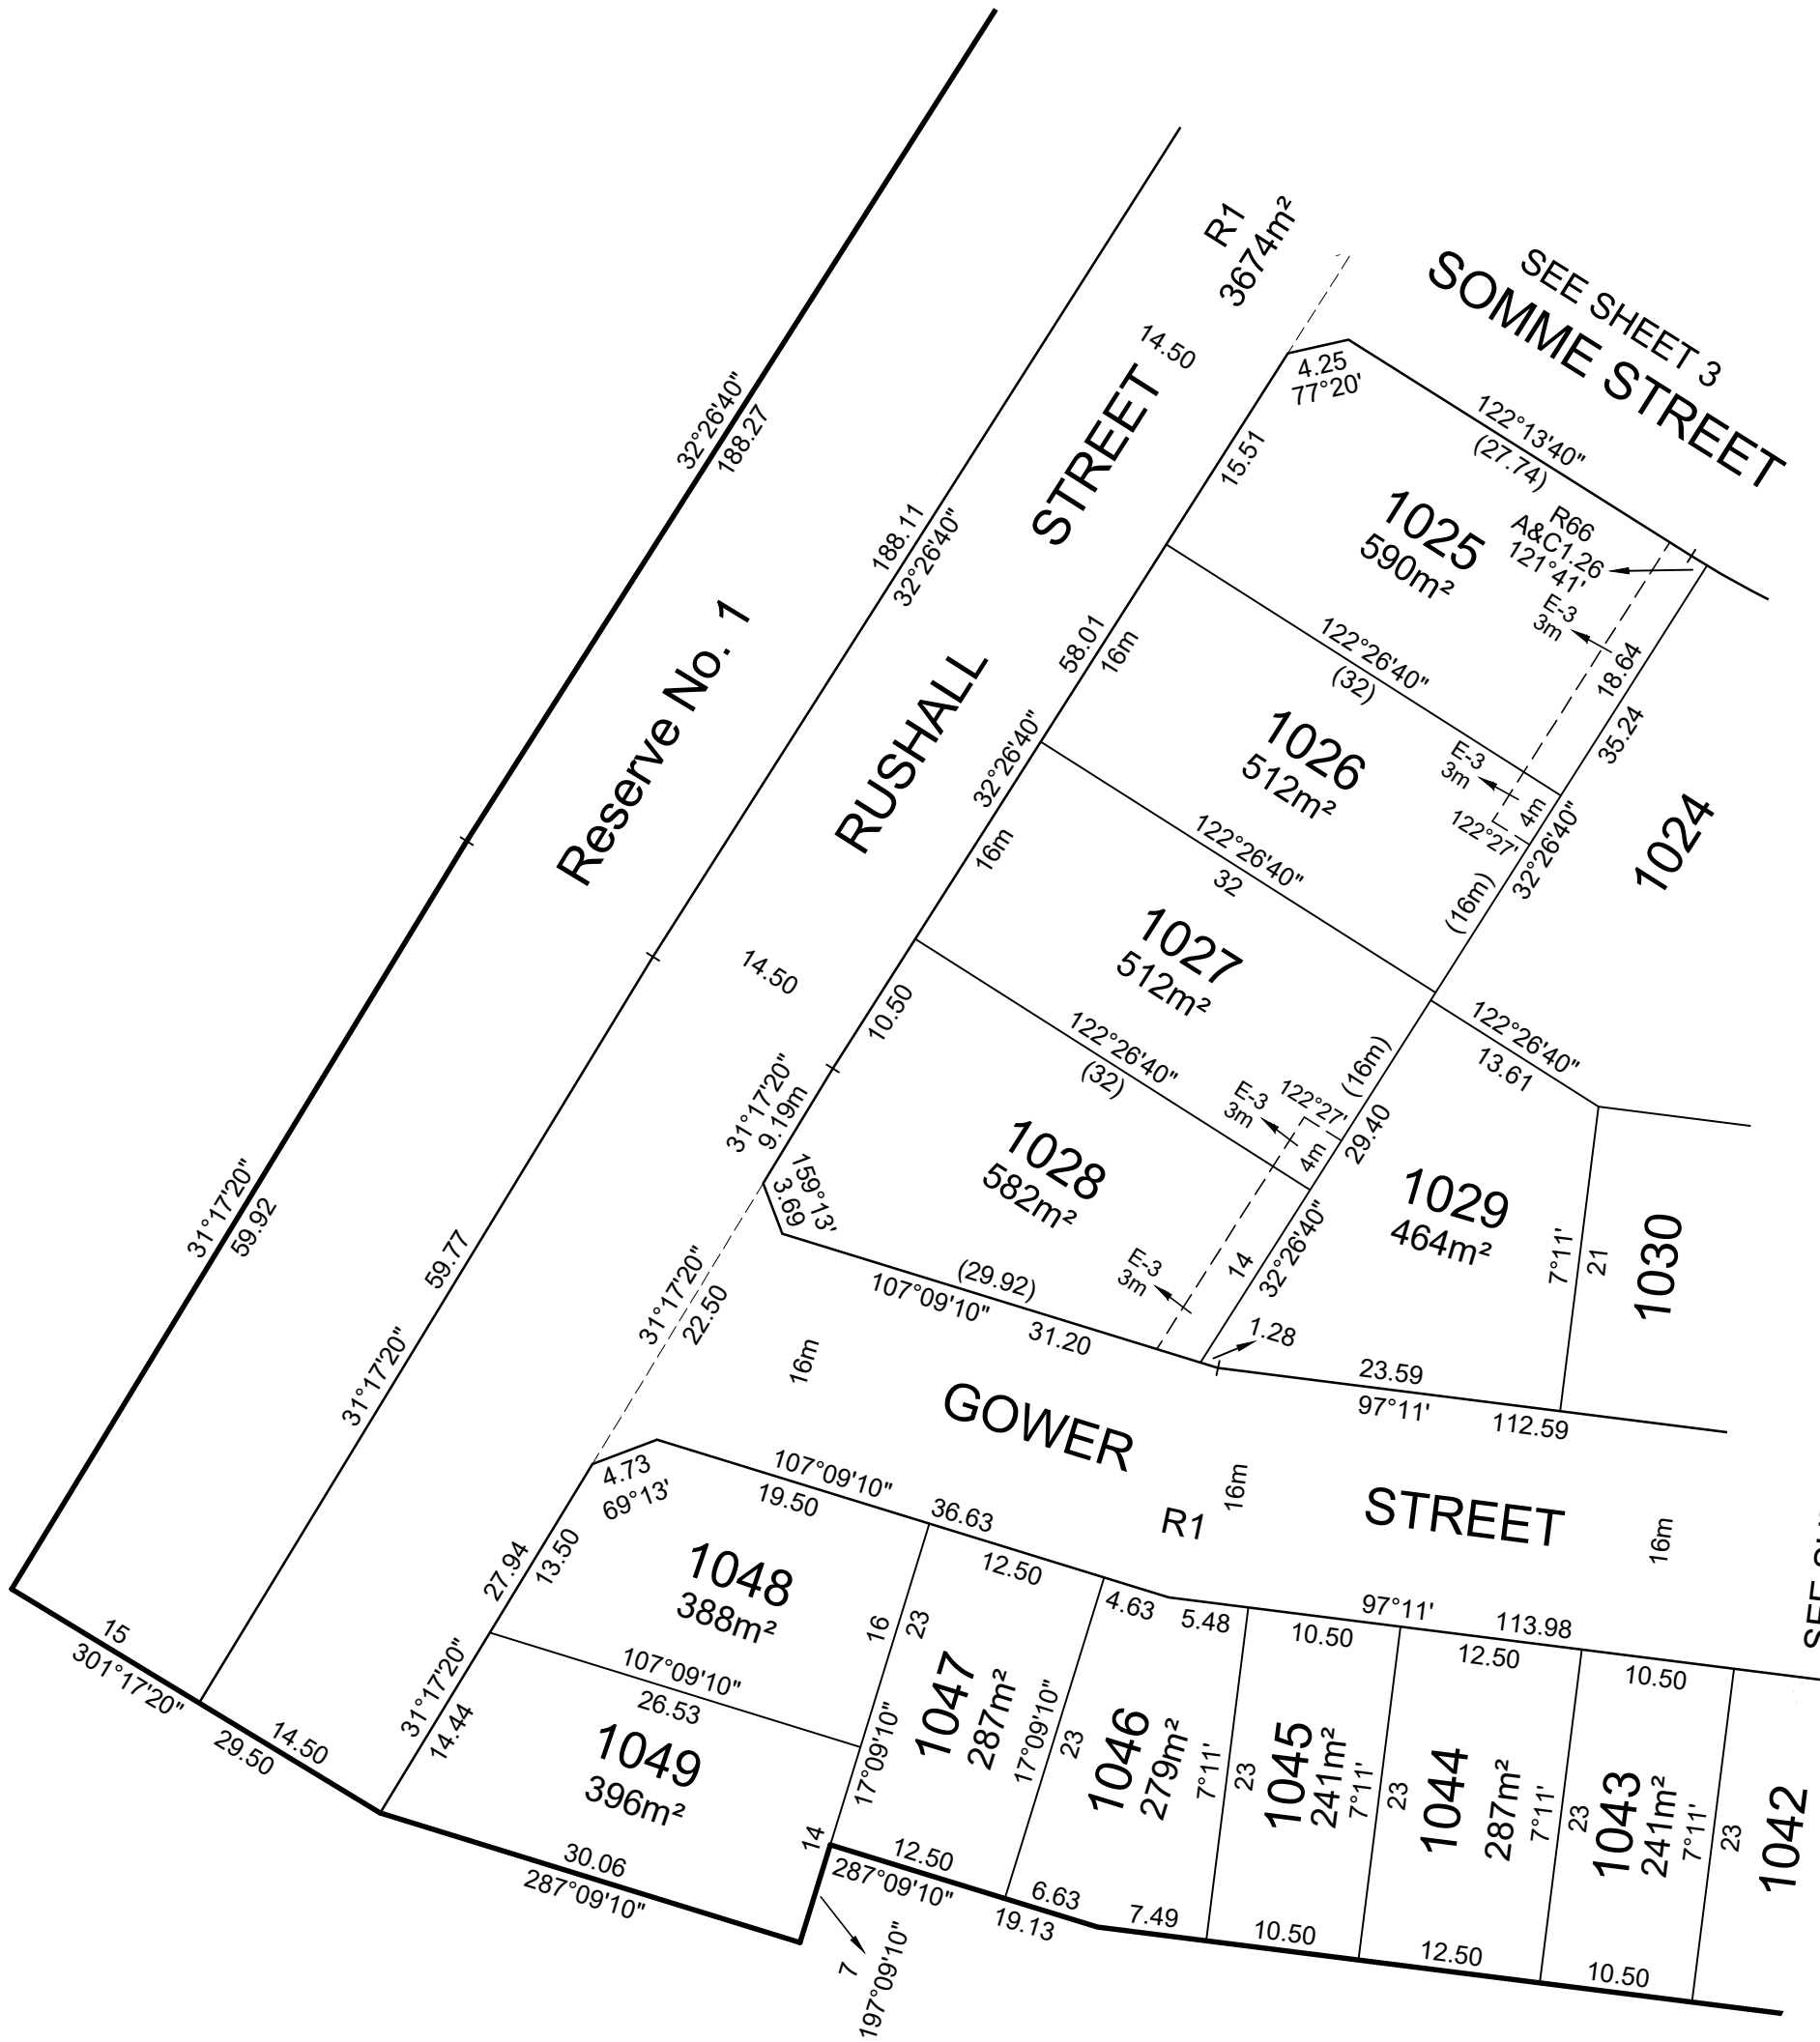 SEE SHEET 3
SOMME STREET
R1
3674m²
14.50
4.25
77°20'
122°13'40"
(27.74)
32°26'40"
188.27
15.51
1025
590m²
R66
A&C1.26
121°41'
E-3
3m
188.11
32°26'40"
STREET
18.64
35.24
58.01
16m
122°26'40"
(32)
Reserve No. 1
RUSHALL
32°26'40"
1026
512m²
E-3
3m
4m
122°27'
32°26'40"
1024
16m
122°26'40"
32
(16m)
14.50
10.50
1027
512m²
122°26'40"
13.61
122°26'40"
(32)
(16m)
31°17'20"
9.19m
E-3
3m
122°27'
4m
29.40
159°13'
3.69
1028
582m²
1029
464m²
31°17'20"
59.92
59.77
7°11'
21
1030
31°17'20"
22.50
(29.92)
107°09'10"
31.20
E-3
3m
14
32°26'40"
1.28
31°17'20"
16m
23.59
97°11'
112.59
GOWER
STREET
R1
16m
16m
4.73
69°13'
107°09'10"
19.50
36.63
12.50
27.94
13.50
1048
388m²
16
23
4.63
5.48
97°11'
113.98
10.50
12.50
10.50
15
301°17'20"
29.50
14.50
31°17'20"
14.44
107°09'10"
26.53
1047
287m²
17°09'10"
17°09'10"
23
1046
279m²
7°11'
23
1045
241m²
7°11'
23
1044
287m²
7°11'
23
1043
241m²
7°11'
23
1042
1049
396m²
30.06
287°09'10"
14
12.50
287°09'10"
6.63
19.13
7.49
10.50
12.50
10.50
7
197°09'10"
SEE